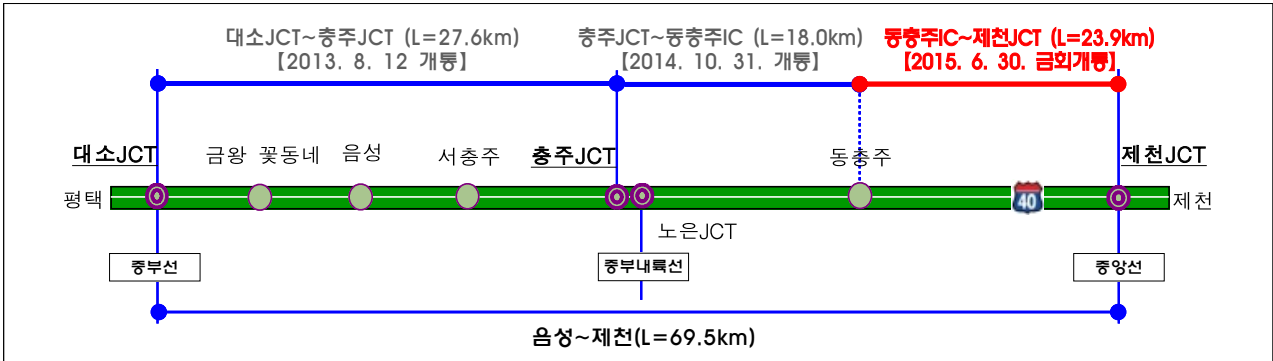 대소JCT~충주JCT (L=27.6km)
【2013. 8. 12 개통】
충주JCT~동충주IC (L=18.0km)
【2014. 10. 31. 개통】
동충주IC~제천JCT (L=23.9km)
【2015. 6. 30. 금회개통】
대소JCT
금왕 꽃동네
음성
서충주
충주JCT
동충주
제천JCT
평택
40
제천
노은JCT
중부선
중부내륙선
중앙선
음성~제천(L=69.5km)